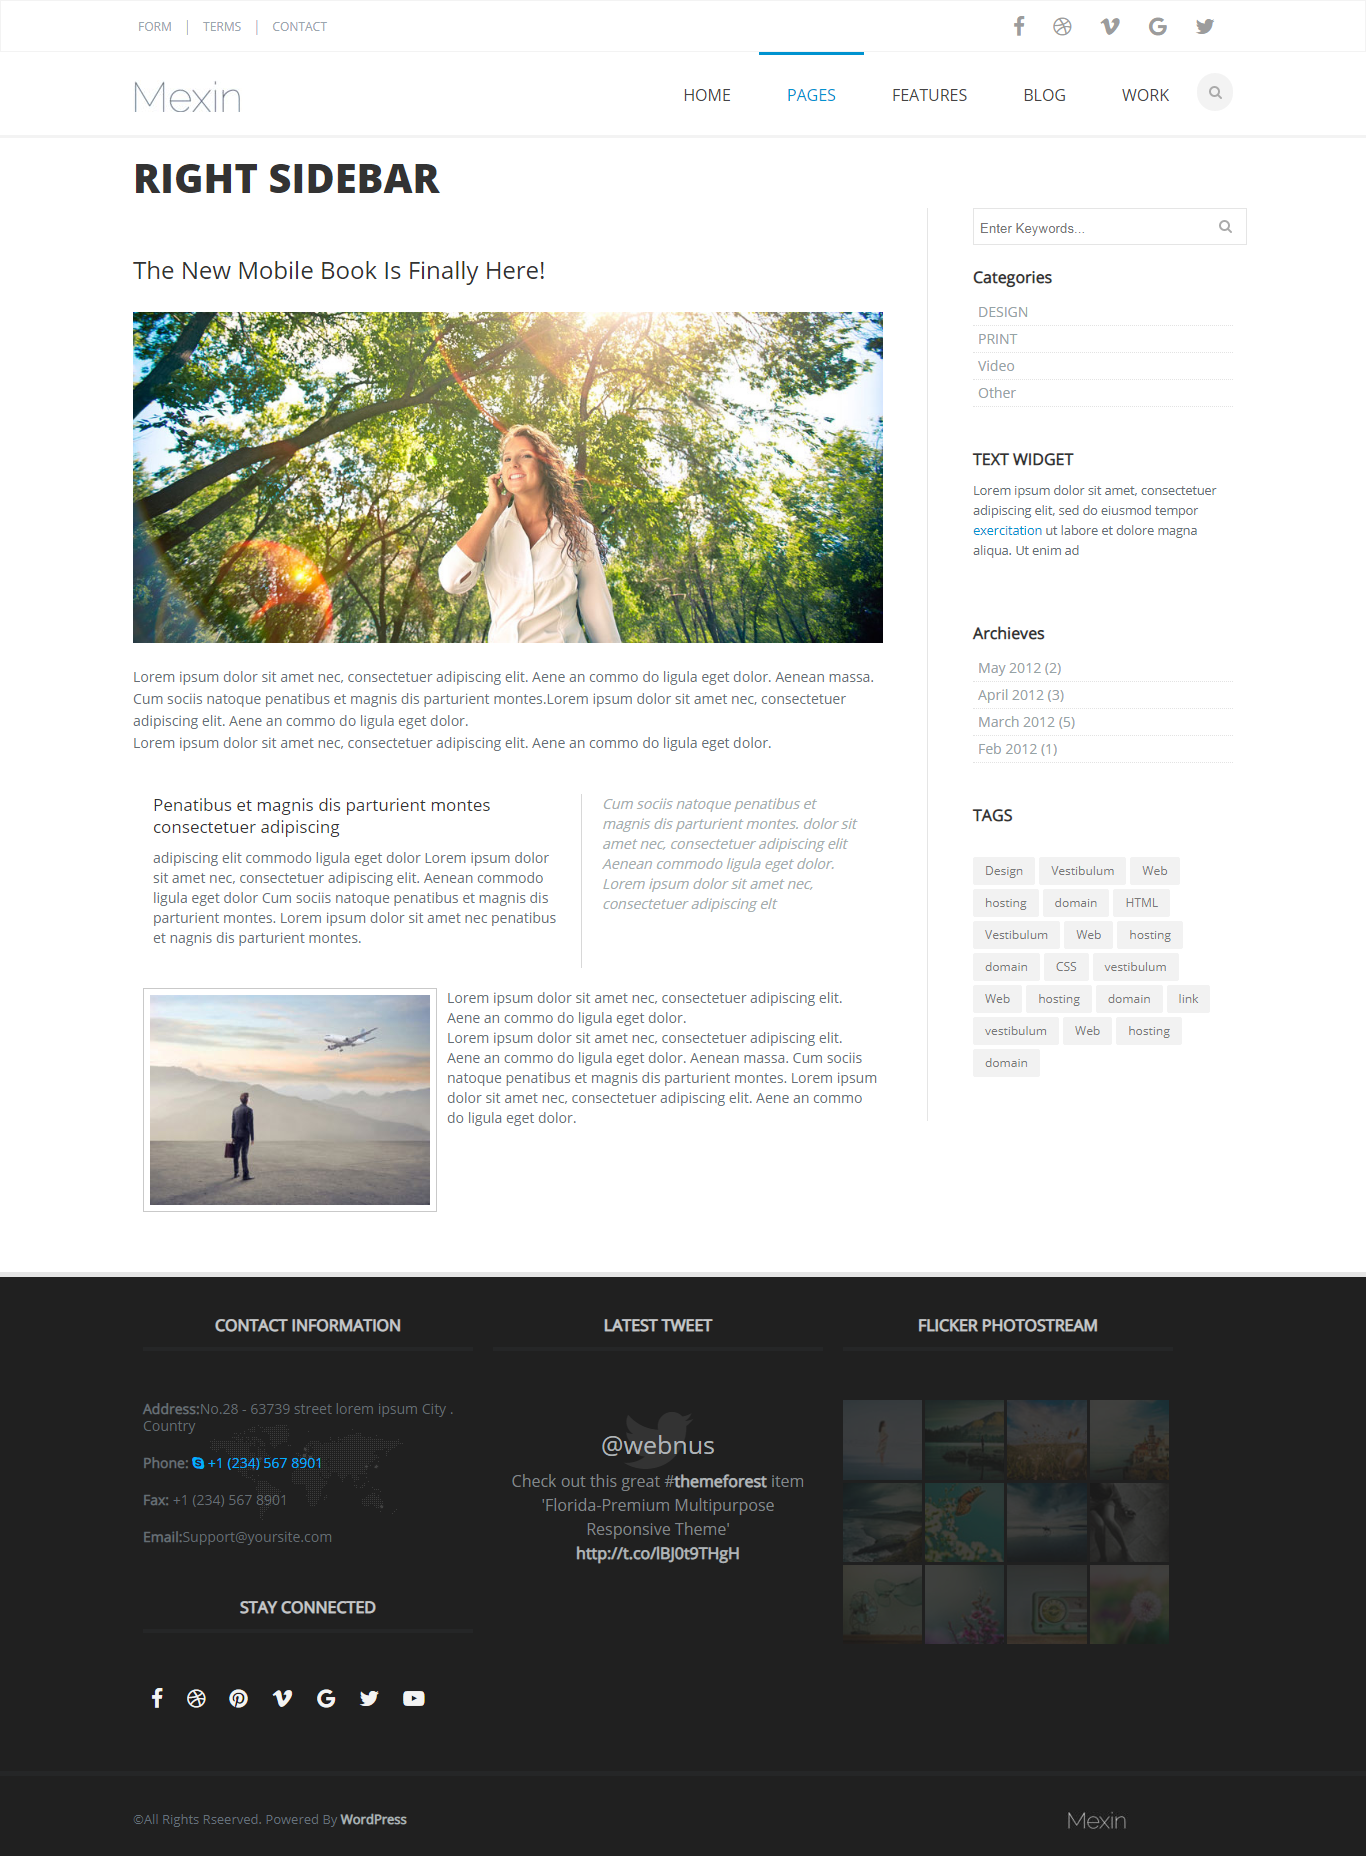 FORM | TERMS | CONTACT
Mexin
HOME PAGES FEATURES BLOG WORK
RIGHT SIDEBAR
The New Mobile Book Is Finally Here!
Lorem ipsum dolor sit amet nec, consectetuer adipiscing elit. Aene an commo do ligula eget dolor. Aenean massa.
Cum sociis natoque penatibus et magnis dis parturient montes.Lorem ipsum dolor sit amet nec, consectetuer
adipiscing elit. Aene an commo do ligula eget dolor.
Lorem ipsum dolor sit amet nec, consectetuer adipiscing elit. Aene an commo do ligula eget dolor.
Penatibus et magnis dis parturient montes
consectetuer adipiscing
adipiscing elit commodo ligula eget dolor Lorem ipsum dolor
sit amet nec, consectetuer adipiscing elit. Aenean commodo
ligula eget dolor Cum sociis natoque penatibus et magnis dis
parturient montes. Lorem ipsum dolor sit amet nec penatibus
et nagnis dis parturient montes.
Cum sociis natoque penatibus et
magnis dis parturient montes. dolor sit
amet nec, consectetuer adipiscing elit
Aenean commodo ligula eget dolor.
Lorem ipsum dolor sit amet nec,
consectetuer adipiscing elt
Lorem ipsum dolor sit amet nec, consectetuer adipiscing elit.
Aene an commo do ligula eget dolor.
Lorem ipsum dolor sit amet nec, consectetuer adipiscing elit.
Aene an commo do ligula eget dolor. Aenean massa. Cum sociis
natoque penatibus et magnis dis parturient montes. Lorem ipsum
dolor sit amet nec, consectetuer adipiscing elit. Aene an commo
do ligula eget dolor.
Enter Keywords...
Categories
DESIGN
PRINT
Video
Other
TEXT WIDGET
Lorem ipsum dolor sit amet, consectetuer
adipiscing elit, sed do eiusmod tempor
exercitation ut labore et dolore magna
aliqua. Ut enim ad
Archieves
May 2012 (2)
April 2012 (3)
March 2012 (5)
Feb 2012 (1)
TAGS
Design Vestibulum Web
hosting domain HTML
Vestibulum Web hosting
domain CSS vestibulum
Web hosting domain link
vestibulum Web hosting
domain
CONTACT INFORMATION
Address:No.28 - 63739 street lorem ipsum City .
Country
Phone: +1 (234) 567 8901
Fax: +1 (234) 567 8901
Email:Support@yoursite.com
STAY CONNECTED
LATEST TWEET
@webnus
Check out this great #themeforest item
'Florida-Premium Multipurpose
Responsive Theme'
http://t.co/lBJ0t9THgH
FLICKER PHOTOSTREAM
©All Rights Rseerved. Powered By WordPress
Mexin